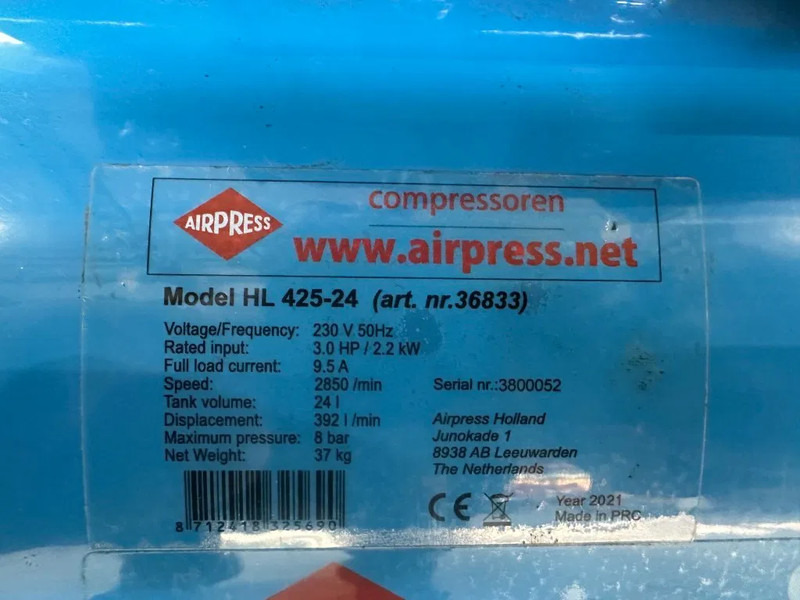 AIRPRESS
compressoren
www.airpress.net
Model HL 425-24 (art. nr.36833)
Voltage/Frequency: 230 V 50Hz
Rated input: 3.0 HP / 2.2 kW
Full load current: 9.5 A
Speed: 2850 /min
Tank volume: 24 l
Displacement: 392 l /min
Maximum pressure: 8 bar
Net Weight: 37 kg
Serial nr.:3800052
Airpress Holland
Junokade 1
8938 AB Leeuwarden
The Netherlands
8 712418 325690
CE
Year 2021
Made in PRC